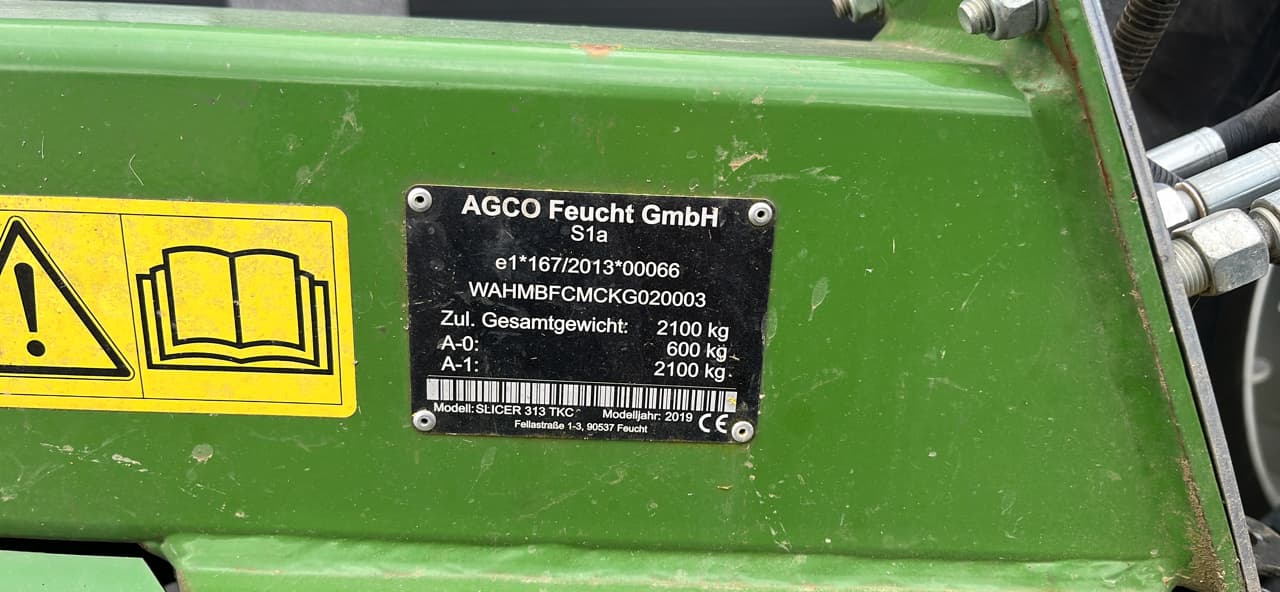 AGCO Feucht GmbH
S1a
e1*167/2013*00066
WAHMBFCMCKG020003
Zul. Gesamtgewicht: 2100 kg
A-0: 600 kg
A-1: 2100 kg
Modell: SLICER 313 TKC Modelljahr: 2019 CE
Fellastraße 1-3, 90537 Feucht